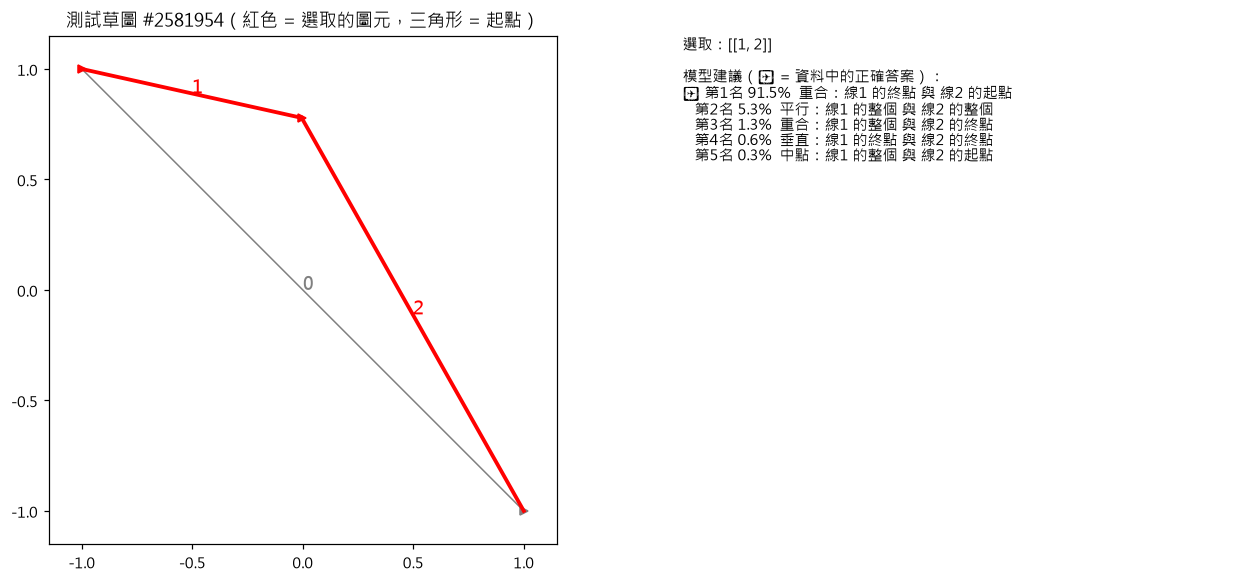 測試草圖 #2581954 ( 紅色 = 選取的圖元，三角形 = 起點 )
1.0
0.5
0.0
-0.5
-1.0
-1.0
-0.5
0.0
0.5
1.0
1
0
2
選取：[[1, 2]]
模型建議（ = 資料中的正確答案）：
第1名 91.5% 重合：線1 的終點 與 線2 的起點
第2名 5.3% 平行：線1 的整個 與 線2 的整個
第3名 1.3% 重合：線1 的整個 與 線2 的終點
第4名 0.6% 垂直：線1 的終點 與 線2 的終點
第5名 0.3% 中點：線1 的整個 與 線2 的起點